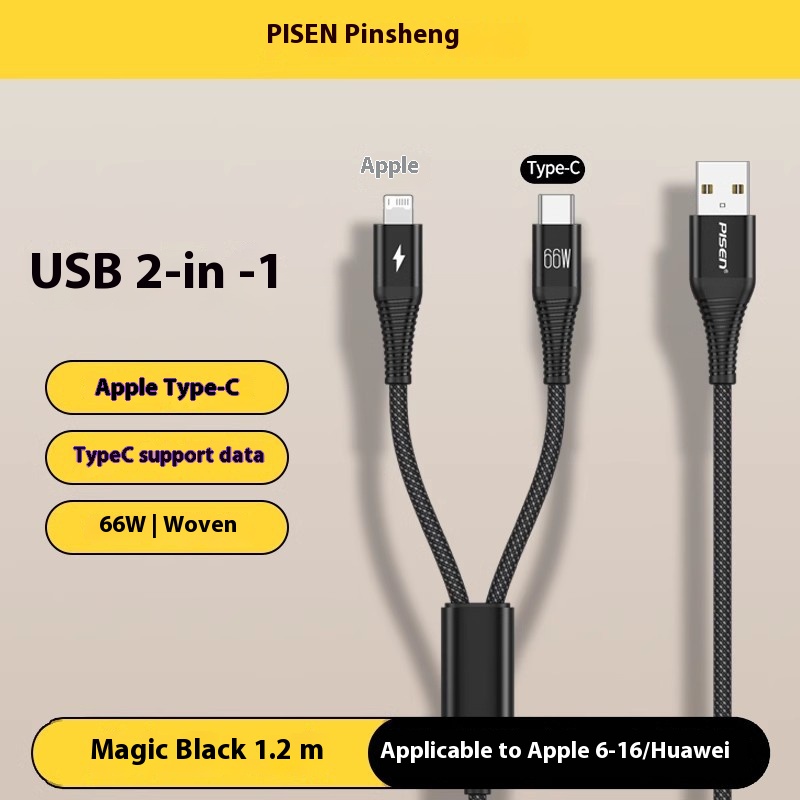 PISEN Pinsheng
Apple
Type-C
USB 2-in -1
66W
PISEN
Apple Type-C
TypeC support data
66W | Woven
Magic Black 1.2 m
Applicable to Apple 6-16/Huawei